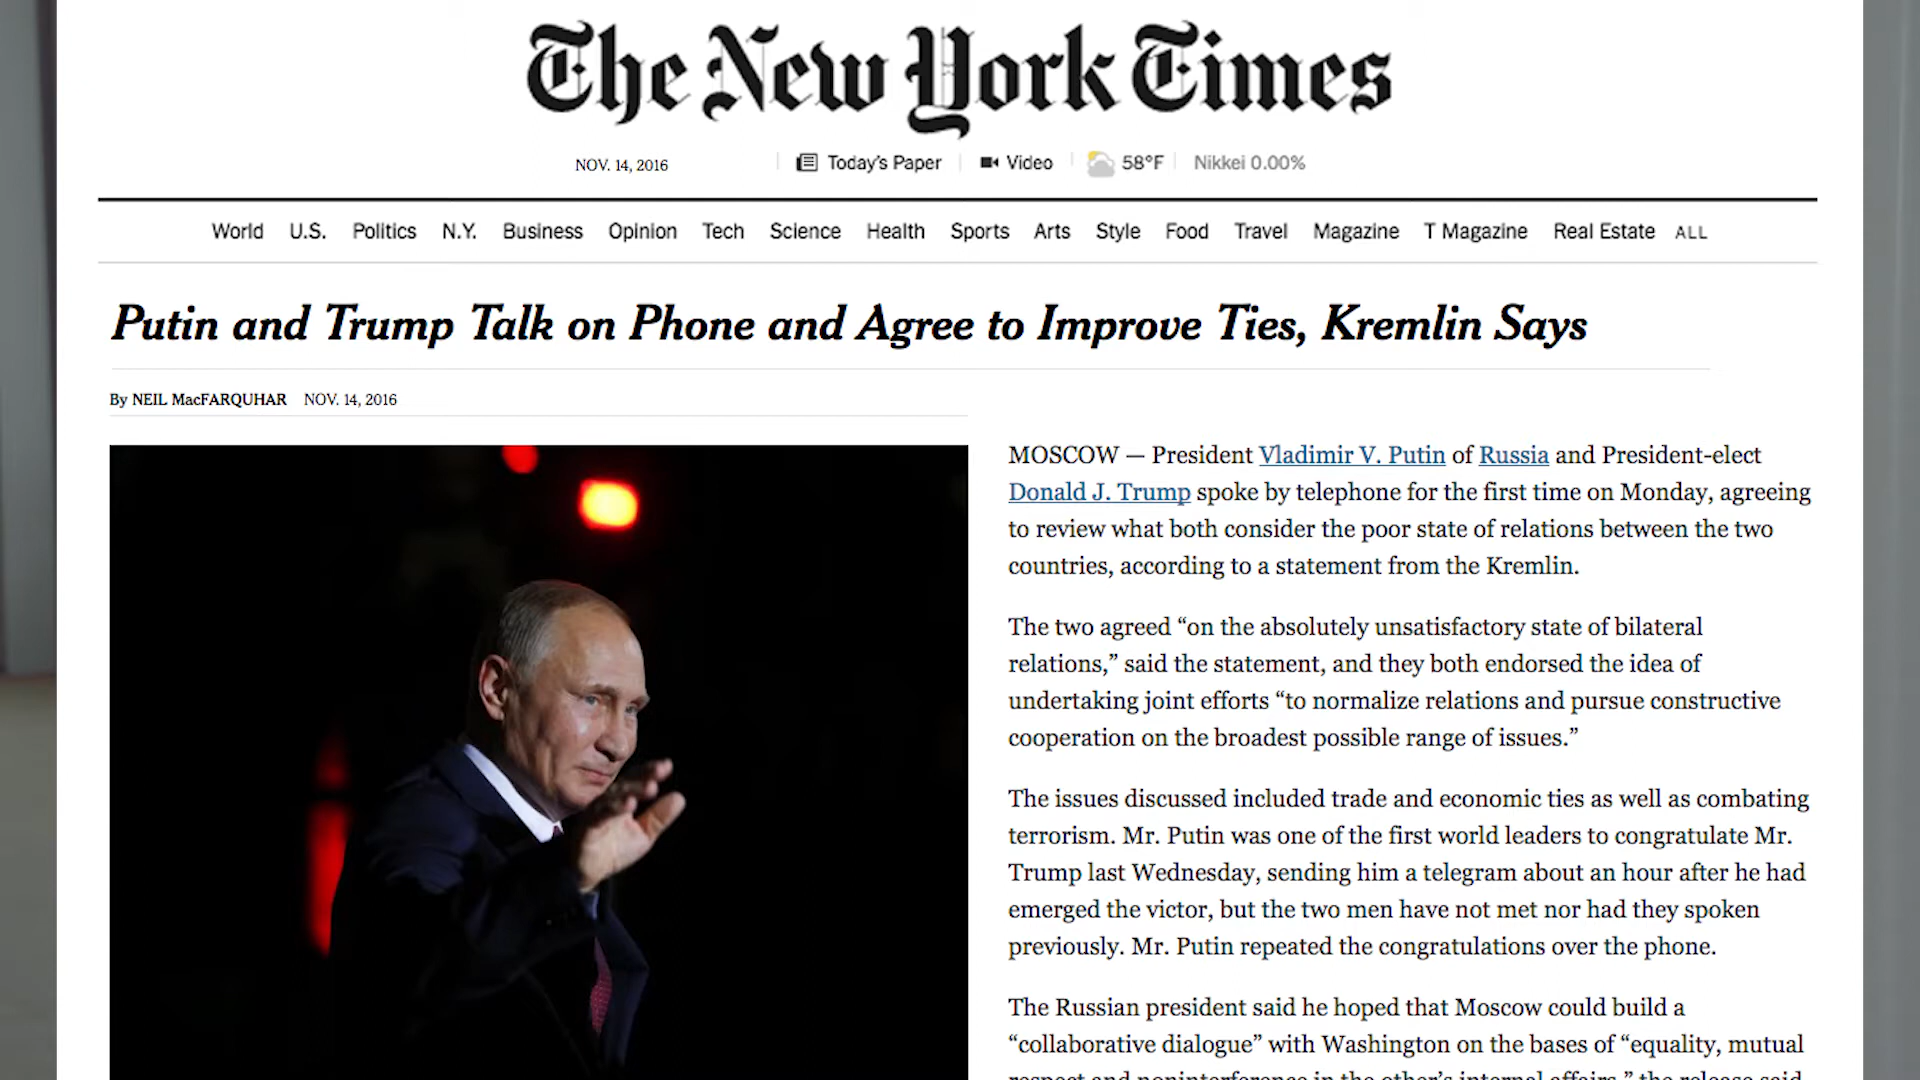 The New York Times
NOV. 14, 2016
Today's Paper
Video
58°F
Nikkei 0.00%
World U.S. Politics N.Y. Business Opinion Tech Science Health Sports Arts Style Food Travel Magazine T Magazine Real Estate ALL
Putin and Trump Talk on Phone and Agree to Improve Ties, Kremlin Says
By NEIL MacFARQUHAR NOV. 14, 2016
MOSCOW — President Vladimir V. Putin of Russia and President-elect
Donald J. Trump spoke by telephone for the first time on Monday, agreeing
to review what both consider the poor state of relations between the two
countries, according to a statement from the Kremlin.
The two agreed “on the absolutely unsatisfactory state of bilateral
relations,” said the statement, and they both endorsed the idea of
undertaking joint efforts “to normalize relations and pursue constructive
cooperation on the broadest possible range of issues.”
The issues discussed included trade and economic ties as well as combating
terrorism. Mr. Putin was one of the first world leaders to congratulate Mr.
Trump last Wednesday, sending him a telegram about an hour after he had
emerged the victor, but the two men have not met nor had they spoken
previously. Mr. Putin repeated the congratulations over the phone.
The Russian president said he hoped that Moscow could build a
“collaborative dialogue” with Washington on the bases of “equality, mutual
respect and noninterference in the other’s internal affairs,” the release said